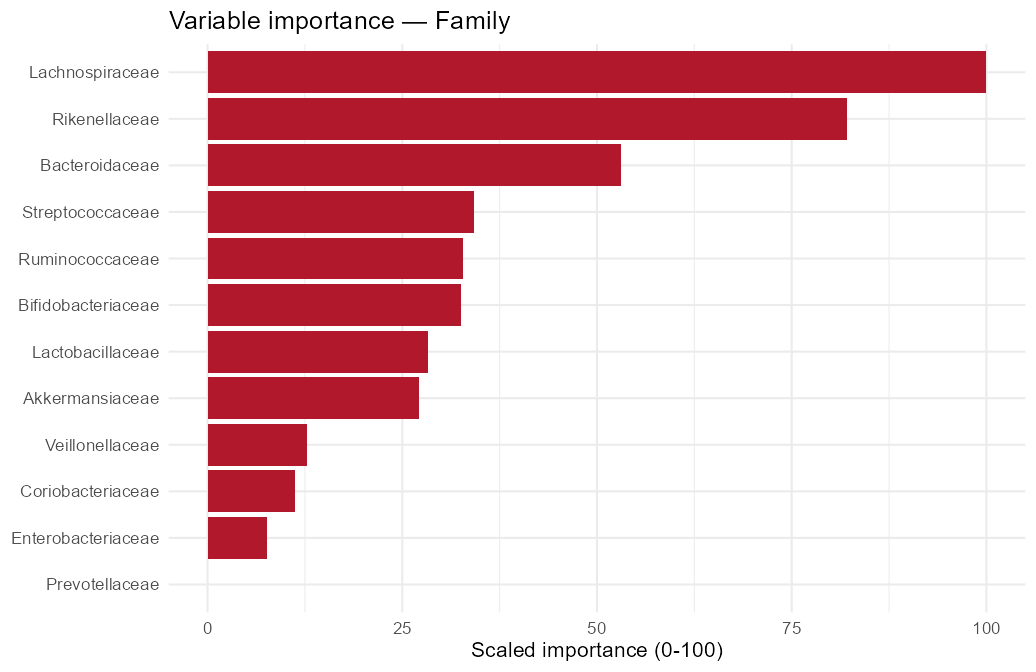 Variable importance — Family
Lachnospiraceae
Rikenellaceae
Bacteroidaceae
Streptococcaceae
Ruminococcaceae
Bifidobacteriaceae
Lactobacillaceae
Akkermansiaceae
Veillonellaceae
Coriobacteriaceae
Enterobacteriaceae
Prevotellaceae
0 25 50 75 100
Scaled importance (0-100)